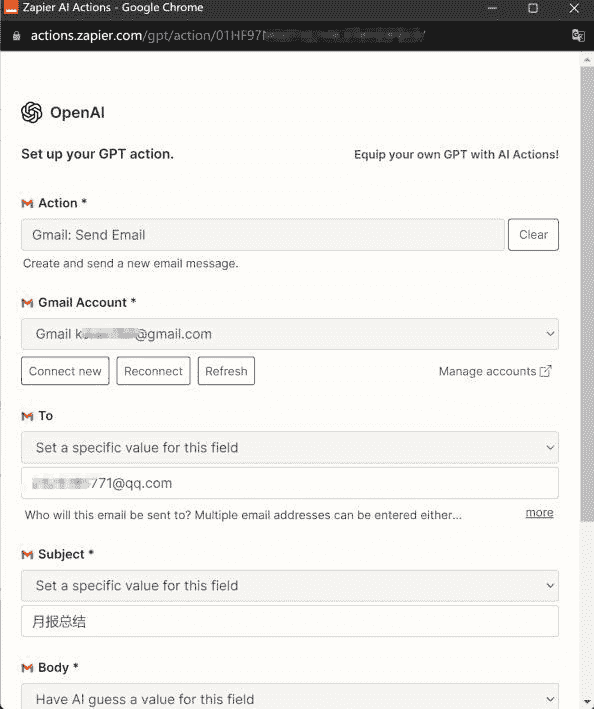 Zapier AI Actions - Google Chrome
actions.zapier.com/gpt/action/01HF97
OpenAI
Set up your GPT action. Equip your own GPT with AI Actions!
Action *
Gmail: Send Email Clear
Create and send a new email message.
Gmail Account *
Gmail k @gmail.com
Connect new Reconnect Refresh Manage accounts
To
Set a specific value for this field
771@qq.com
Who will this email be sent to? Multiple email addresses can be entered either... more
Subject *
Set a specific value for this field
月报总结
Body *
Have AI guess a value for this field